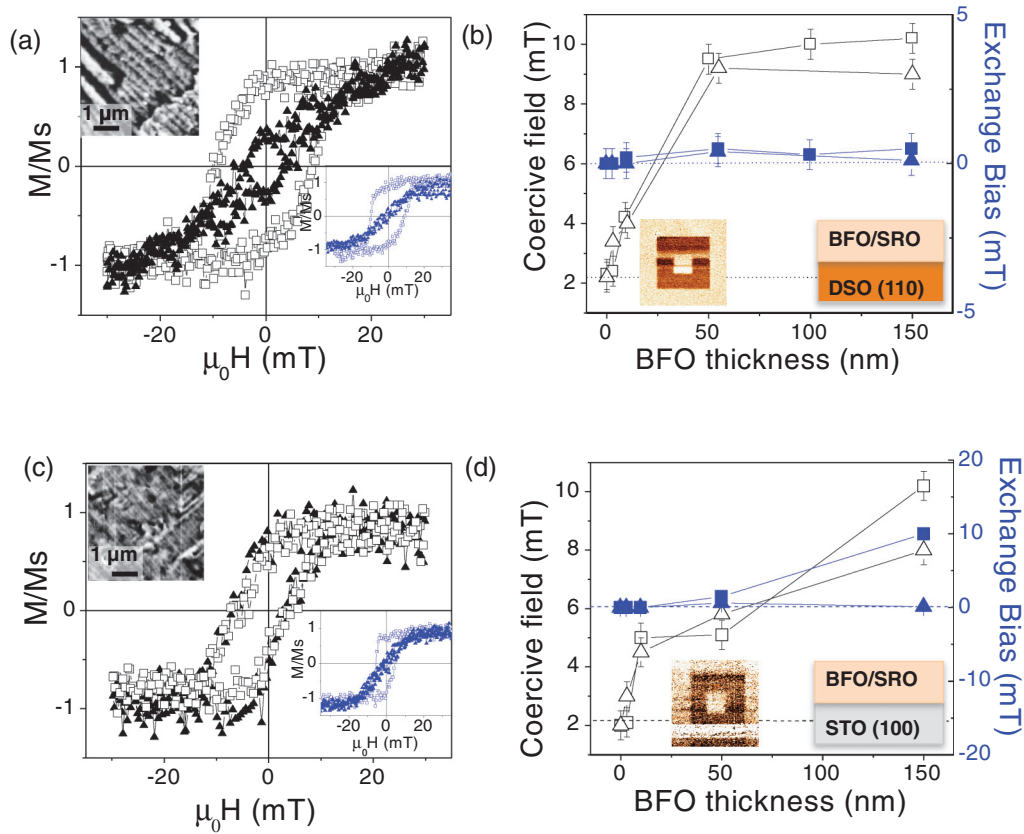 (a)
1 µm
M/Ms
1
0
-1
-20
0
20
µ₀H (mT)
M/Ms
1
0
-1
-20
0
20
µ₀H (mT)
(b)
Coercive field (mT)
10
8
6
4
2
0
50
100
150
BFO thickness (nm)
5
0
-5
Exchange Bias (mT)
BFO/SRO
DSO (110)
(c)
1 µm
M/Ms
1
0
-1
-20
0
20
µ₀H (mT)
M/Ms
1
0
-1
-20
0
20
µ₀H (mT)
(d)
Coercive field (mT)
10
8
6
4
2
0
50
100
150
BFO thickness (nm)
20
10
0
-10
-20
Exchange Bias (mT)
BFO/SRO
STO (100)